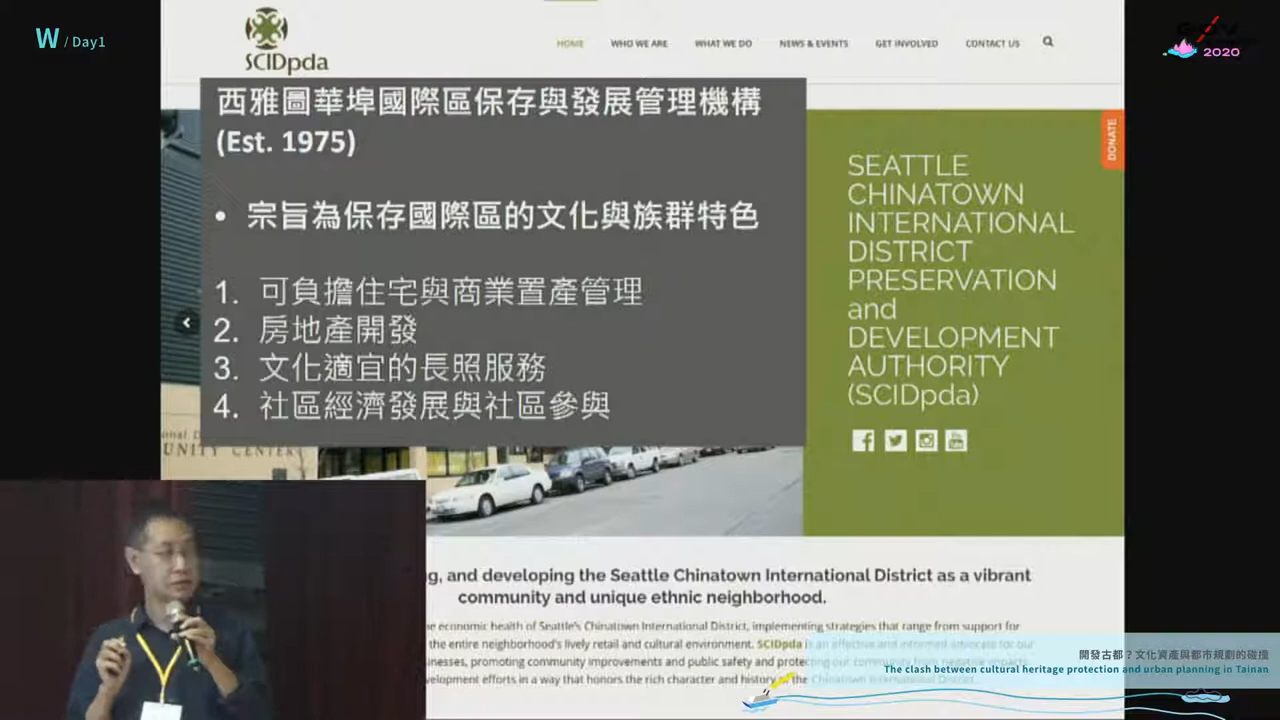 W / Day1
2020
SCIDpda
HOME WHO WE ARE WHAT WE DO NEWS & EVENTS GET INVOLVED CONTACT US
西雅圖華埠國際區保存與發展管理機構
(Est. 1975)
• 宗旨為保存國際區的文化與族群特色
1. 可負擔住宅與商業置產管理
2. 房地產開發
3. 文化適宜的長照服務
4. 社區經濟發展與社區參與
DONATE
SEATTLE
CHINATOWN
INTERNATIONAL
DISTRICT
PRESERVATION
and
DEVELOPMENT
AUTHORITY
(SCIDpda)
UNITY CENTER
g, and developing the Seattle Chinatown International District as a vibrant
community and unique ethnic neighborhood.
economic health of Seattle's Chinatown International District, implementing strategies that range from support for
the entire neighborhood's lively retail and cultural environment. SCIDpda is an effective and informed advocate for our
inesses, promoting community improvements and public safety and protecting our community from negative impacts
velopment efforts in a way that honors the rich character and history of the Chinatown International District.
開發古都？文化資產與都市規劃的碰撞
The clash between cultural heritage protection and urban planning in Tainan